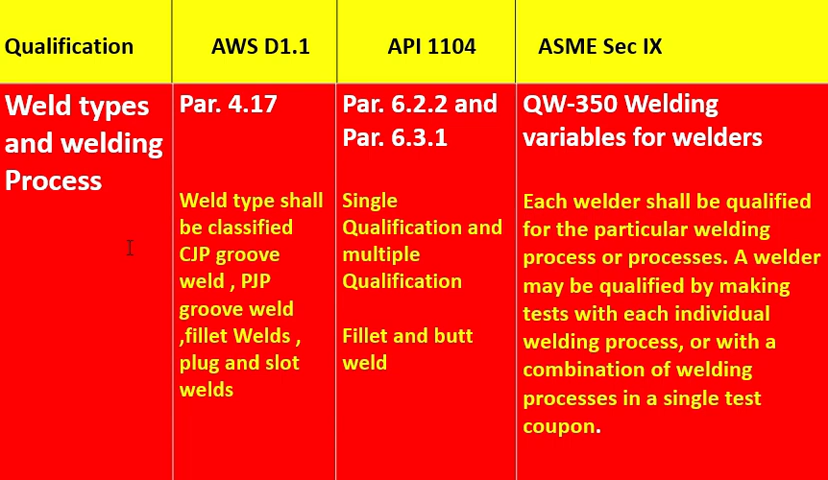 Qualification
AWS D1.1
API 1104
ASME Sec IX
Weld types
and welding
Process
Par. 4.17
Weld type shall
be classified
CJP groove
weld , PJP
groove weld
,fillet Welds ,
plug and slot
welds
Par. 6.2.2 and
Par. 6.3.1
Single
Qualification and
multiple
Qualification
Fillet and butt
weld
QW-350 Welding
variables for welders
Each welder shall be qualified
for the particular welding
process or processes. A welder
may be qualified by making
tests with each individual
welding process, or with a
combination of welding
processes in a single test
coupon.